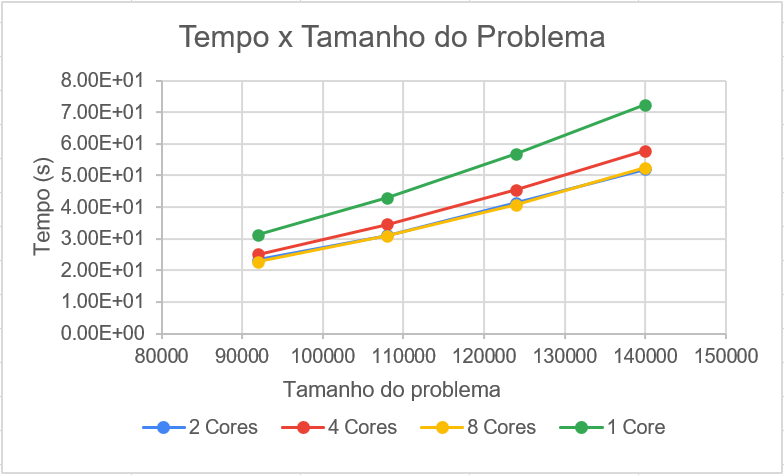 Tempo x Tamanho do Problema
8.00E+01
7.00E+01
6.00E+01
5.00E+01
4.00E+01
3.00E+01
2.00E+01
1.00E+01
0.00E+00
Tempo (s)
80000 90000 100000 110000 120000 130000 140000 150000
Tamanho do problema
2 Cores 4 Cores 8 Cores 1 Core